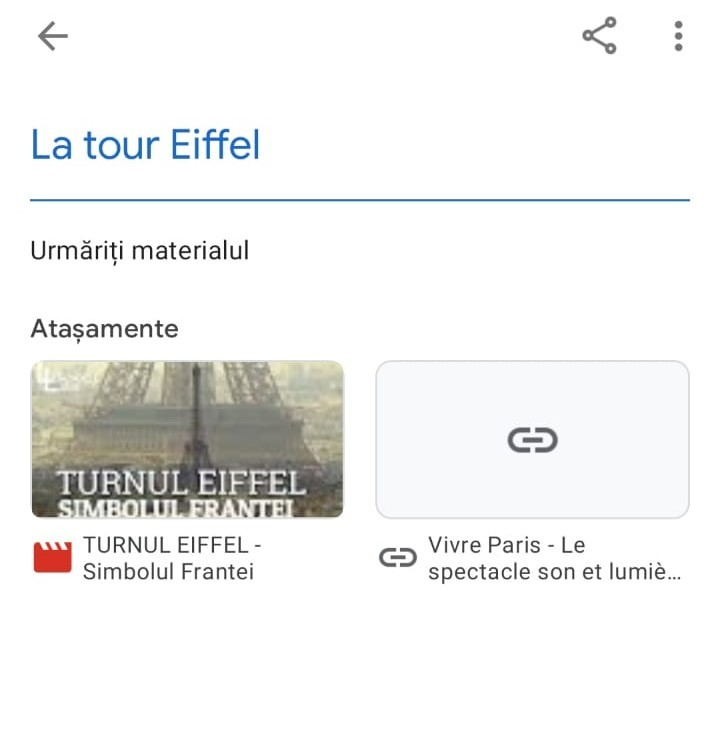 La tour Eiffel
Urmăriți materialul
Atașamente
TURNUL EIFFEL
SIMBOLUL FRANTEI
TURNUL EIFFEL -
Simbolul Frantei
Vivre Paris - Le
spectacle son et lumiè...